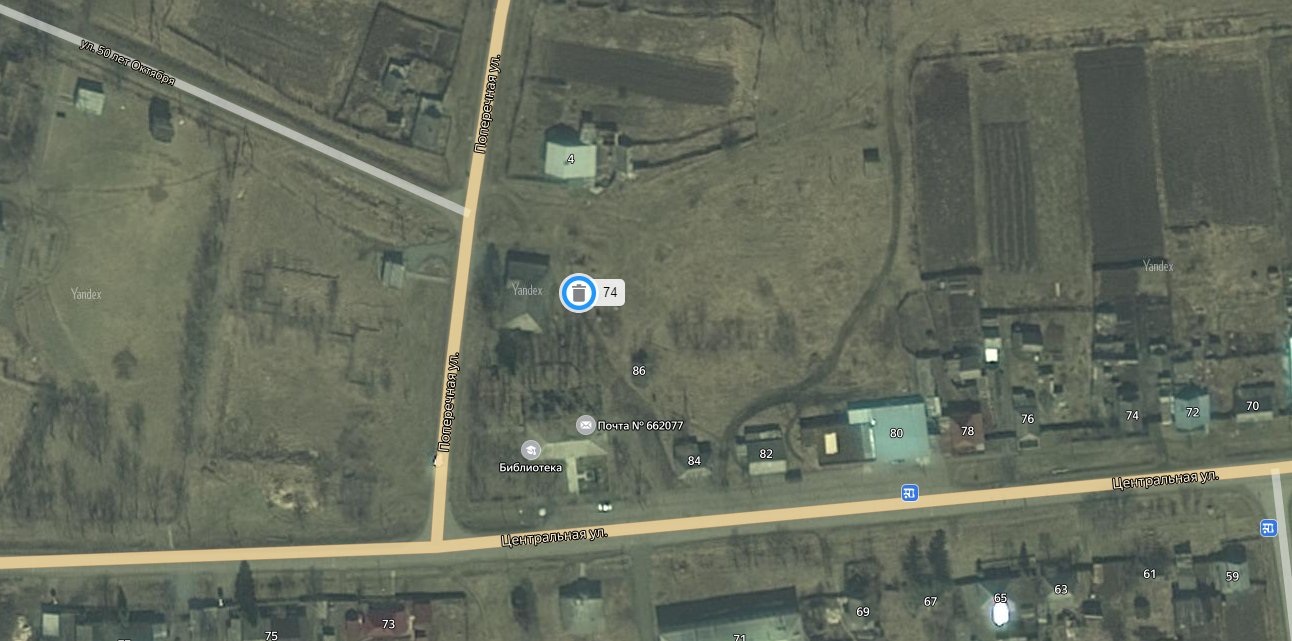 ул. 50 лет Октября
Поперечная ул.
4
Yandex
Yandex
Yandex
74
86
Поперечная ул.
Почта № 662077
Библиотека
84
82
80
78
76
74
72
70
Центральная ул.
Центральная ул.
73
75
71
69
67
65
63
61
59